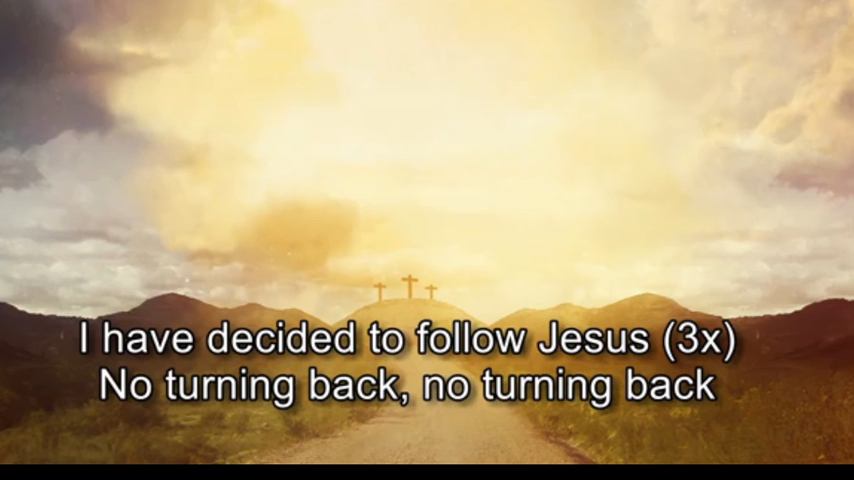 I have decided to follow Jesus (3x)
No turning back, no turning back